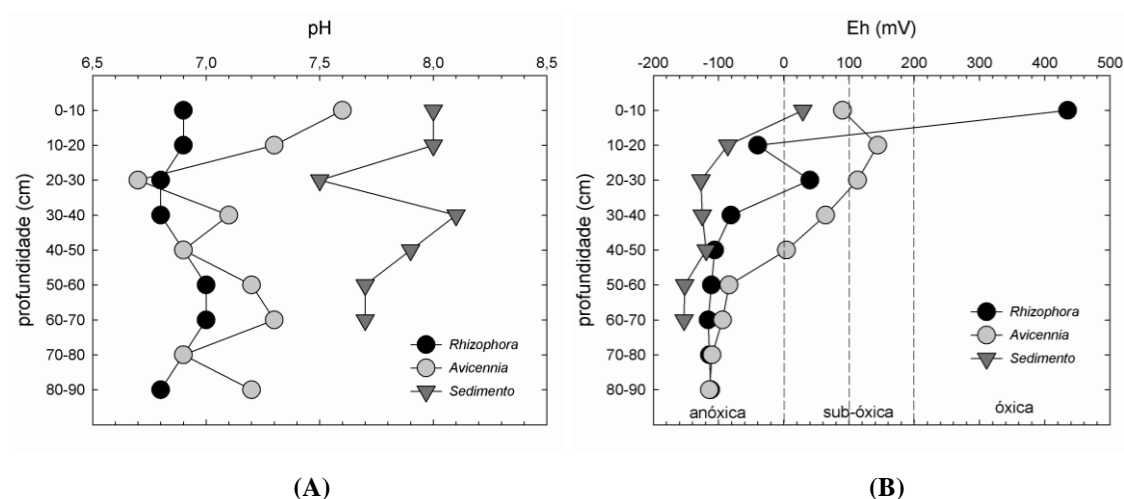 pH
6,5 7,0 7,5 8,0 8,5
profundidade (cm)
0-10
10-20
20-30
30-40
40-50
50-60
60-70
70-80
80-90
Rhizophora
Avicennia
Sedimento
(A)
Eh (mV)
-200 -100 0 100 200 300 400 500
profundidade (cm)
0-10
10-20
20-30
30-40
40-50
50-60
60-70
70-80
80-90
Rhizophora
Avicennia
Sedimento
anóxica sub-óxica óxica
(B)